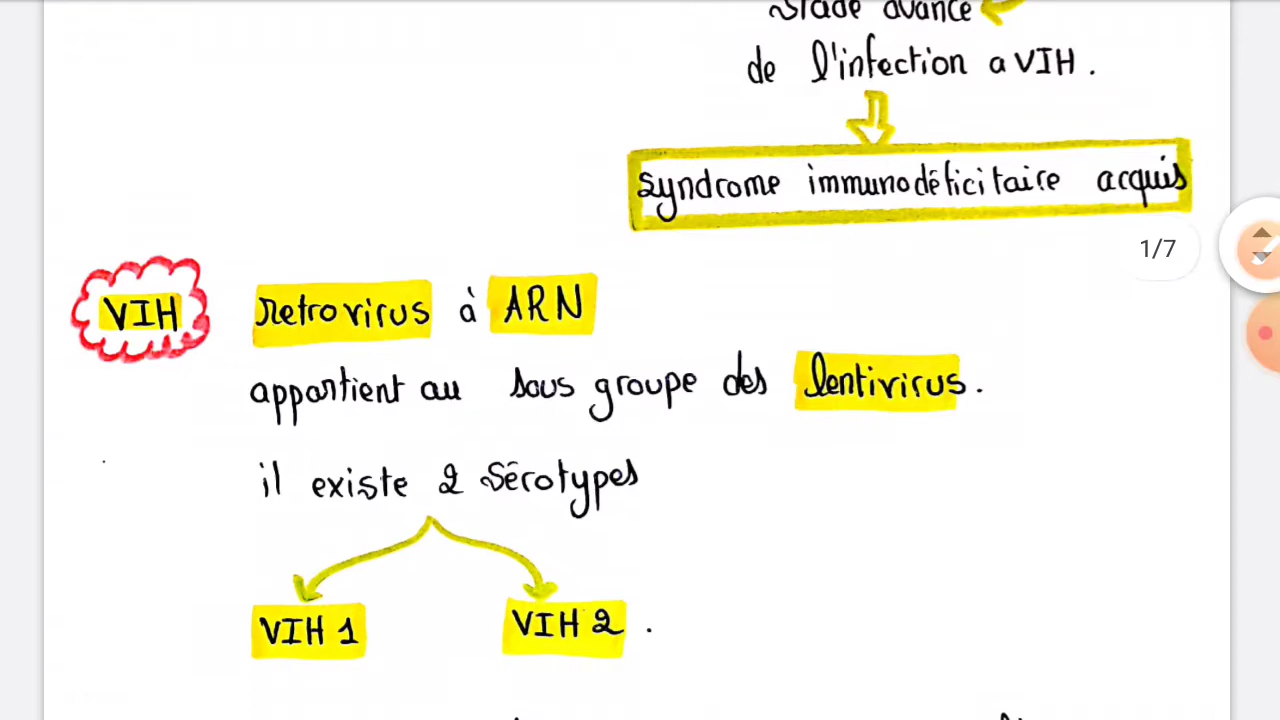 stade avancé
de l'infection a VIH.
syndrome immunodéficitaire acquis
1/7
VIH
retrovirus à ARN
appartient au sous groupe des lentivirus.
il existe 2 sérotypes
VIH 1
VIH 2.